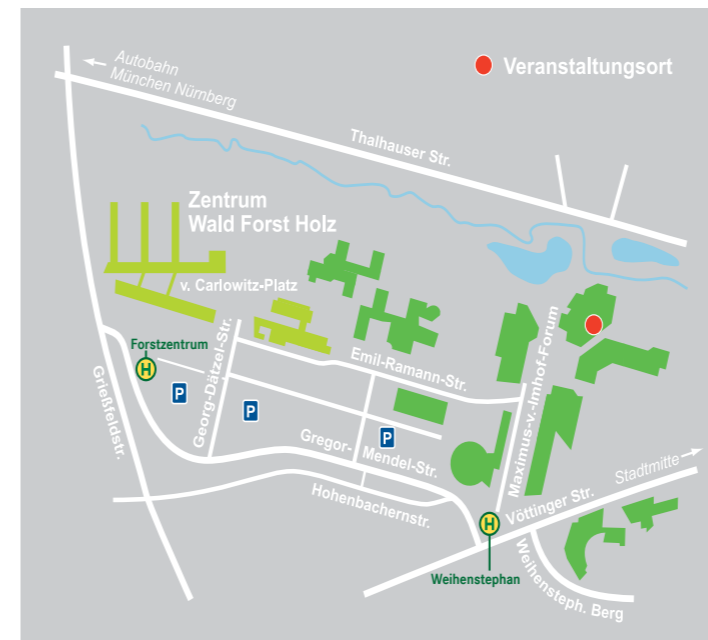 Autobahn
München Nürnberg
Veranstaltungsort
Thalhauser Str.
Zentrum
Wald Forst Holz
v. Carlowitz-Platz
Forstzentrum
H
P
P
P
Grießfeldstr.
Georg-Dätzel-Str.
Emil-Ramann-Str.
Maximus-v.-Imhof-Forum
Gregor-Mendel-Str.
Hohenbachernstr.
Stadtmitte
Vöttinger Str.
H
Weihenstephan
Weihensteph. Berg